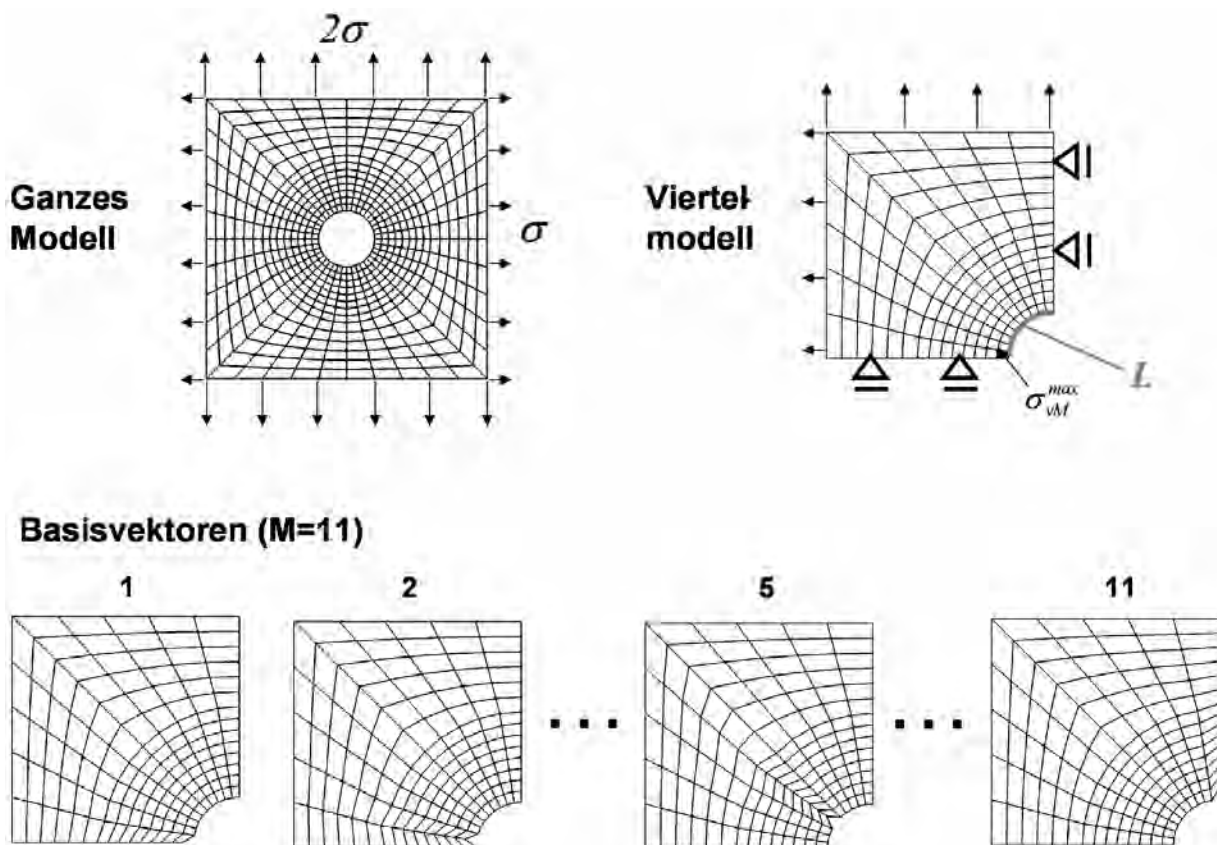 2σ
Ganzes
Modell
σ
Viertel-
modell
L
σ_vM^max
Basisvektoren (M=11)
1
2
5
11